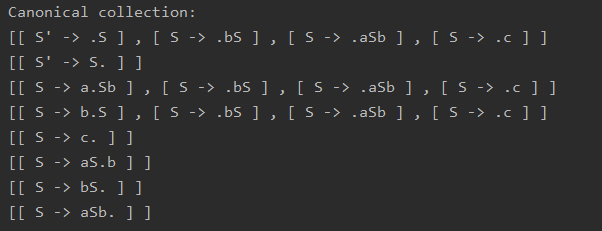 Canonical collection:
[[ S' -> .S ] , [ S -> .bS ] , [ S -> .aSb ] , [ S -> .c ] ]
[[ S' -> S. ] ]
[[ S -> a.Sb ] , [ S -> .bS ] , [ S -> .aSb ] , [ S -> .c ] ]
[[ S -> b.S ] , [ S -> .bS ] , [ S -> .aSb ] , [ S -> .c ] ]
[[ S -> c. ] ]
[[ S -> aS.b ] ]
[[ S -> bS. ] ]
[[ S -> aSb. ] ]